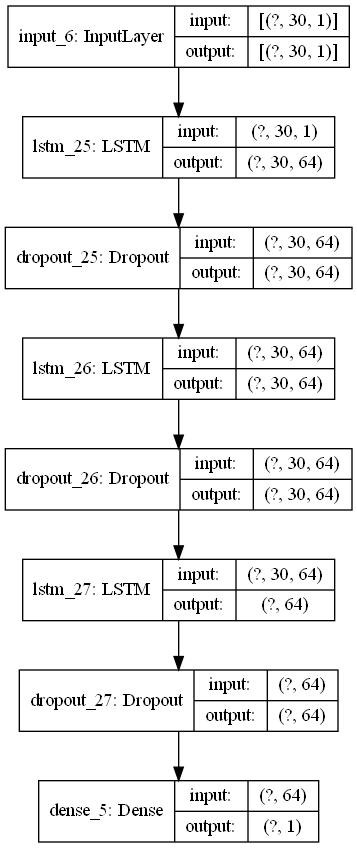 input_6: InputLayer
input: [(?, 30, 1)]
output: [(?, 30, 1)]
lstm_25: LSTM
input: (?, 30, 1)
output: (?, 30, 64)
dropout_25: Dropout
input: (?, 30, 64)
output: (?, 30, 64)
lstm_26: LSTM
input: (?, 30, 64)
output: (?, 30, 64)
dropout_26: Dropout
input: (?, 30, 64)
output: (?, 30, 64)
lstm_27: LSTM
input: (?, 30, 64)
output: (?, 64)
dropout_27: Dropout
input: (?, 64)
output: (?, 64)
dense_5: Dense
input: (?, 64)
output: (?, 1)